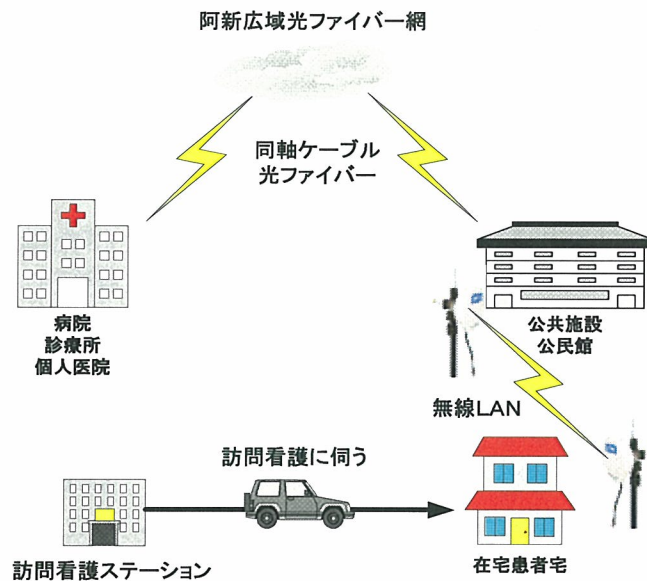 阿新広域光ファイバー網
同軸ケーブル
光ファイバー
病院
診療所
個人医院
公共施設
公民館
無線LAN
訪問看護に伺う
訪問看護ステーション
在宅患者宅